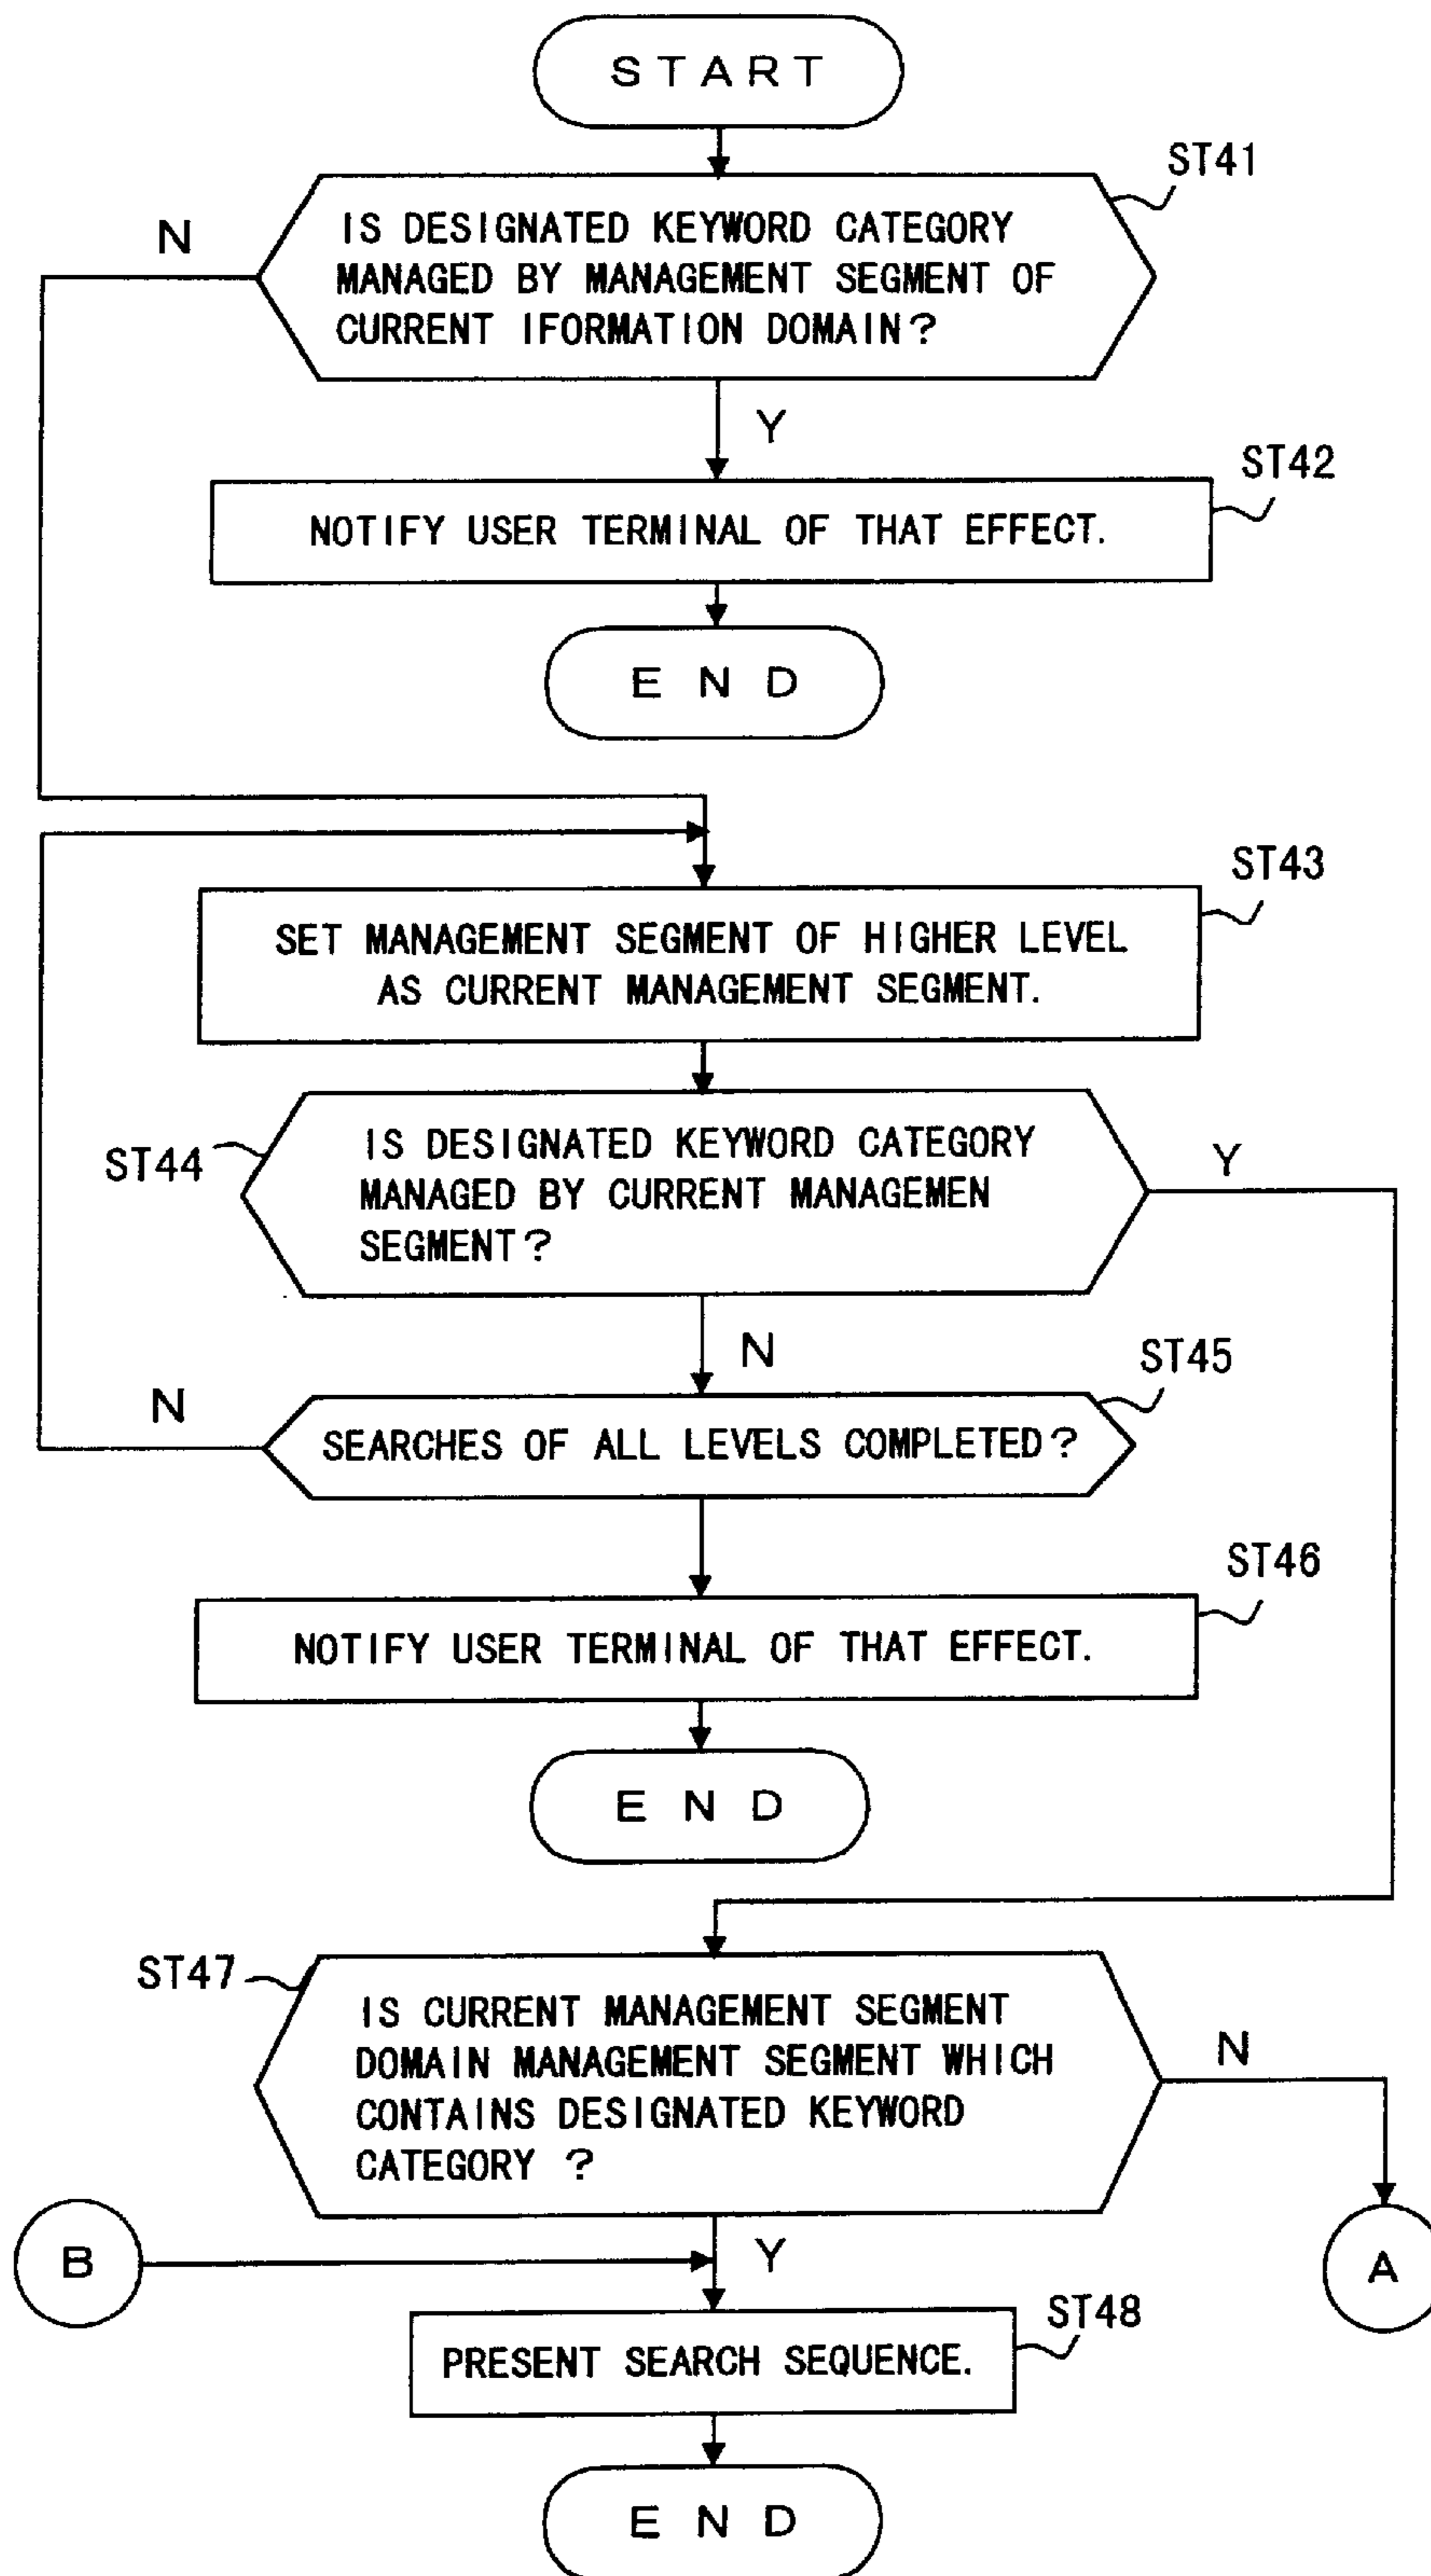 START
ST41
N
IS DESIGNATED KEYWORD CATEGORY
MANAGED BY MANAGEMENT SEGMENT OF
CURRENT IFORMATION DOMAIN?
Y
ST42
NOTIFY USER TERMINAL OF THAT EFFECT.
END
ST43
SET MANAGEMENT SEGMENT OF HIGHER LEVEL
AS CURRENT MANAGEMENT SEGMENT.
ST44
IS DESIGNATED KEYWORD CATEGORY
MANAGED BY CURRENT MANAGEMEN
SEGMENT?
Y
N
ST45
N
SEARCHES OF ALL LEVELS COMPLETED?
ST46
NOTIFY USER TERMINAL OF THAT EFFECT.
END
ST47
IS CURRENT MANAGEMENT SEGMENT
DOMAIN MANAGEMENT SEGMENT WHICH
CONTAINS DESIGNATED KEYWORD
CATEGORY ?
N
B
Y
A
ST48
PRESENT SEARCH SEQUENCE.
END